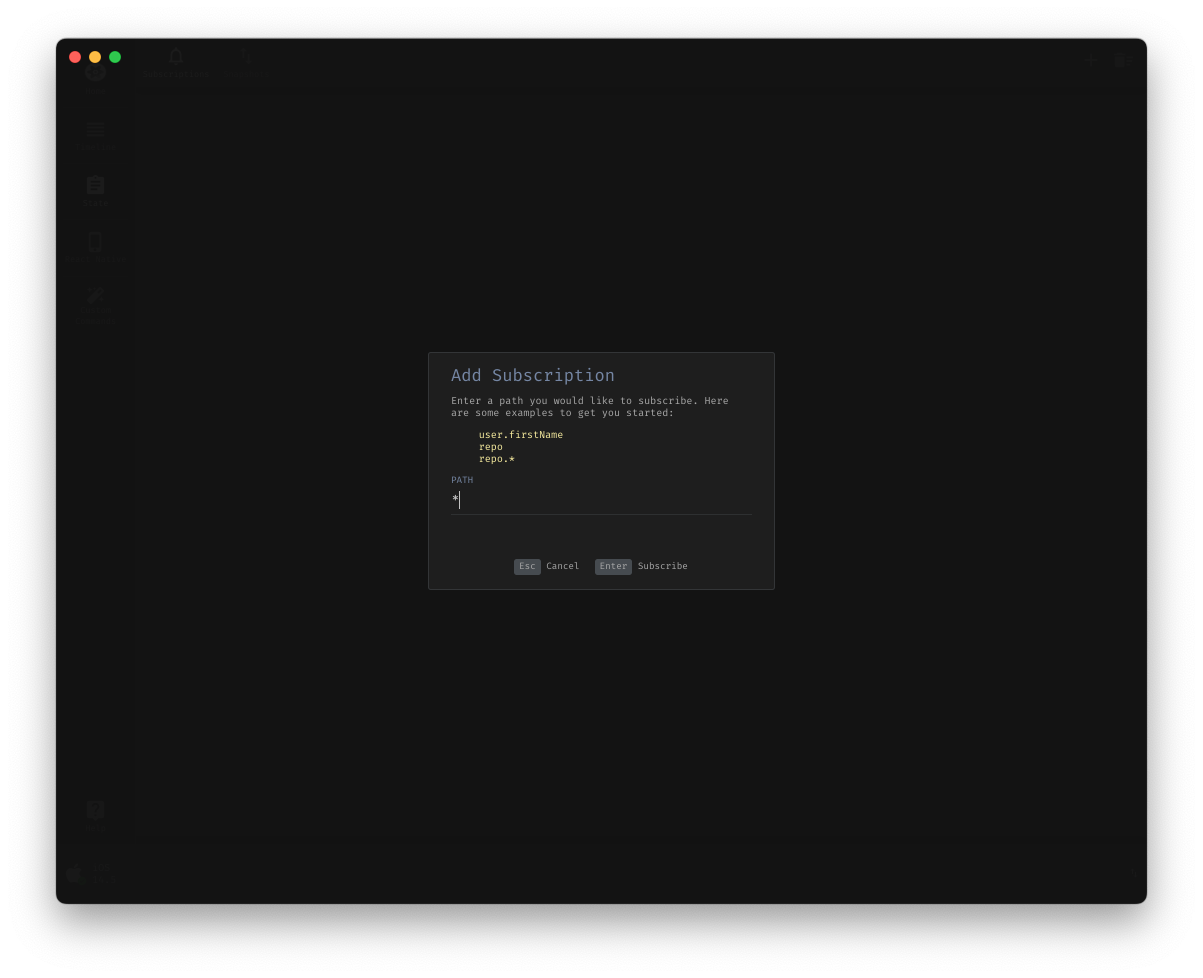 Add Subscription
Enter a path you would like to subscribe. Here
are some examples to get you started:
user.firstName
repo
repo.*
PATH
*
Esc Cancel Enter Subscribe